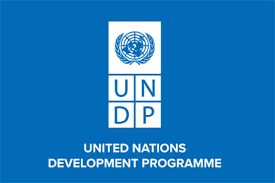 UN
DP
UNITED NATIONS
DEVELOPMENT PROGRAMME